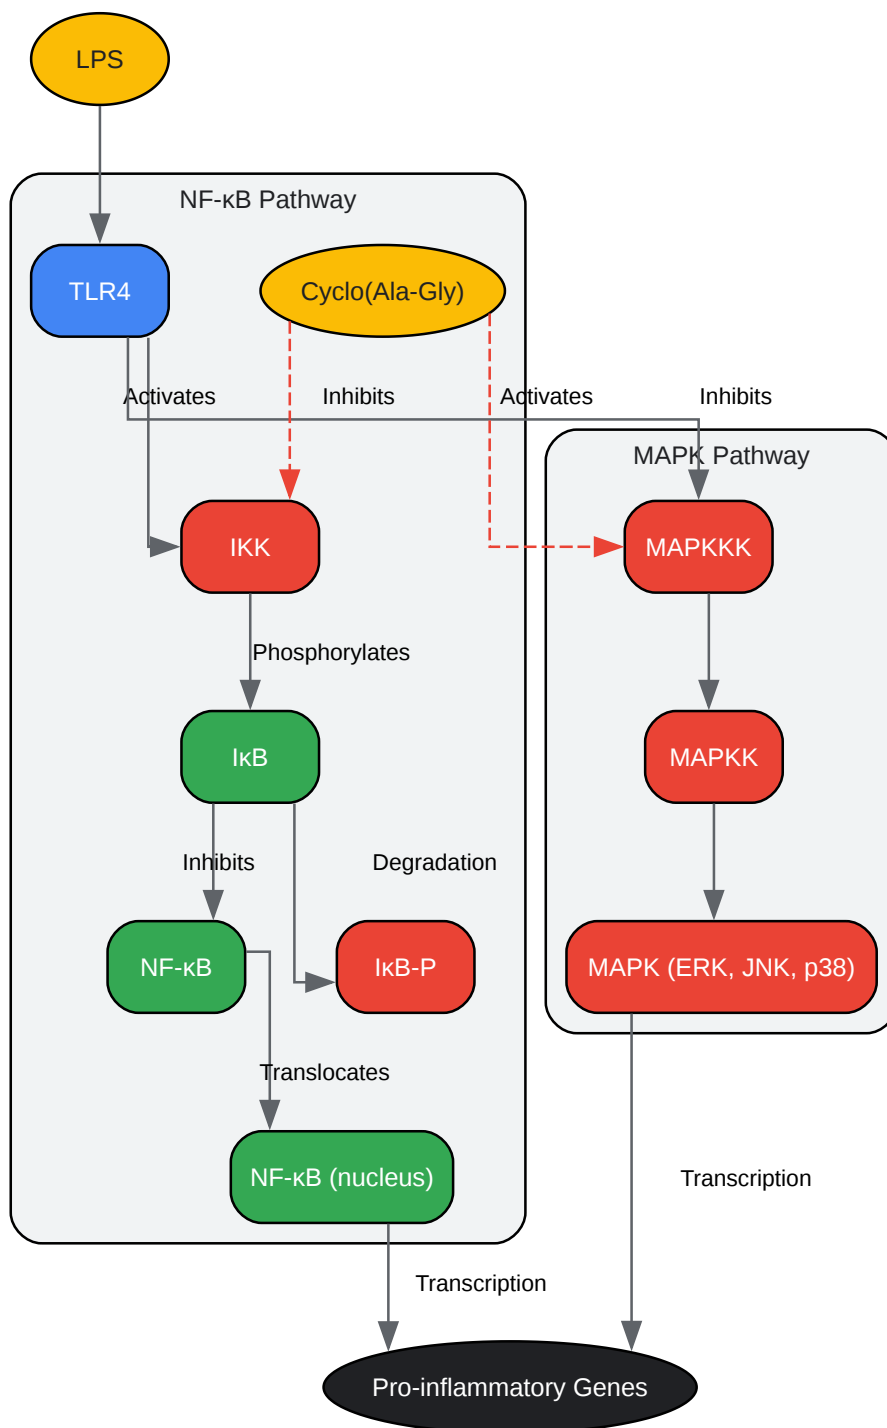 LPS
NF-κB Pathway
TLR4
Cyclo(Ala-Gly)
Activates
Inhibits
Activates
Inhibits
MAPK Pathway
IKK
MAPKKK
Phosphorylates
IκB
MAPKK
Inhibits
Degradation
NF-κB
IκB-P
MAPK (ERK, JNK, p38)
Translocates
NF-κB (nucleus)
Transcription
Transcription
Pro-inflammatory Genes